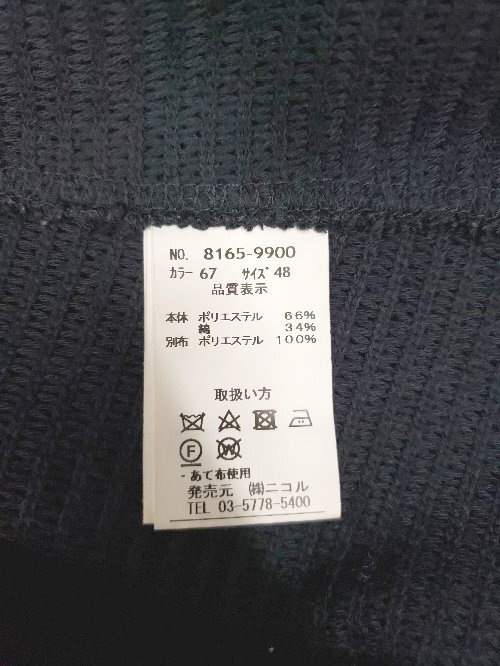 NO. 8165-9900
カラー 67 サイズ 48
品質表示
本体 ポリエステル 66%
綿 34%
別布 ポリエステル 100%
取扱い方
F W
- あて布使用
発売元 ㈱ニコル
TEL 03-5778-5400